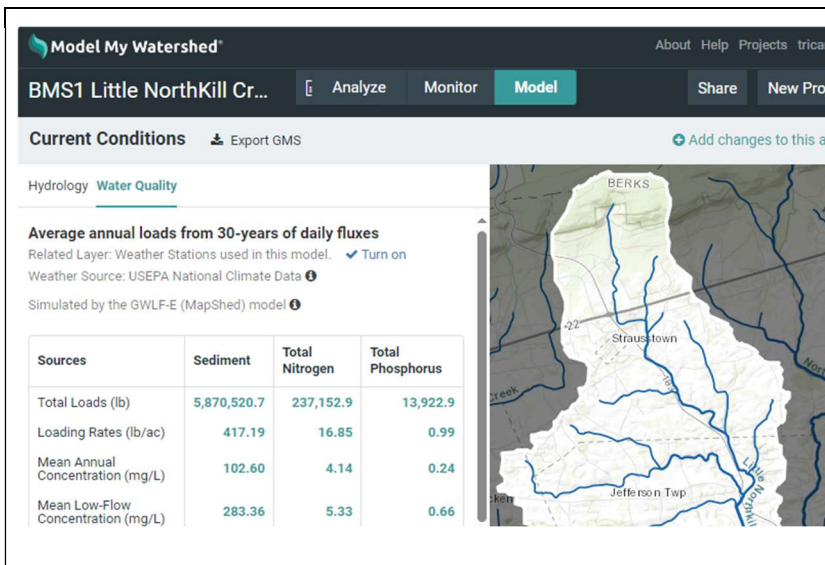 Model My Watershed®
About Help Projects trica
BMS1 Little NorthKill Cr...
Analyze
Monitor
Model
Share
New Pro
Current Conditions
Export GMS
Add changes to this a
Hydrology
Water Quality
Average annual loads from 30-years of daily fluxes
Related Layer: Weather Stations used in this model.
Turn on
Weather Source: USEPA National Climate Data
Simulated by the GWLF-E (MapShed) model
Sources Sediment Total Nitrogen Total Phosphorus
Total Loads (lb) 5,870,520.7 237,152.9 13,922.9
Loading Rates (lb/ac) 417.19 16.85 0.99
Mean Annual
Concentration (mg/L) 102.60 4.14 0.24
Mean Low-Flow
Concentration (mg/L) 283.36 5.33 0.66
BERKS
22
Strausstown
183
Creek
Nort
Jefferson Twp
Little Northkill
cken